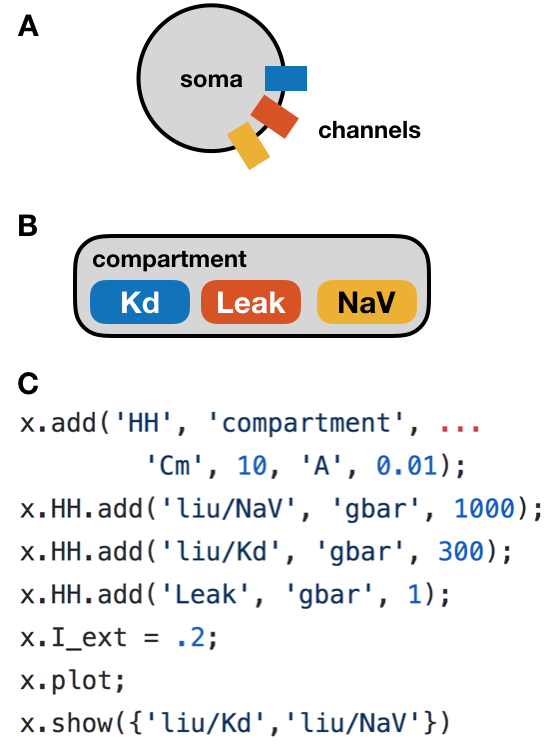 A
soma
channels
B
compartment
Kd Leak NaV
C
x.add('HH', 'compartment', ...
'Cm', 10, 'A', 0.01);
x.HH.add('liu/NaV', 'gbar', 1000);
x.HH.add('liu/Kd', 'gbar', 300);
x.HH.add('Leak', 'gbar', 1);
x.I_ext = .2;
x.plot;
x.show({'liu/Kd','liu/NaV'})